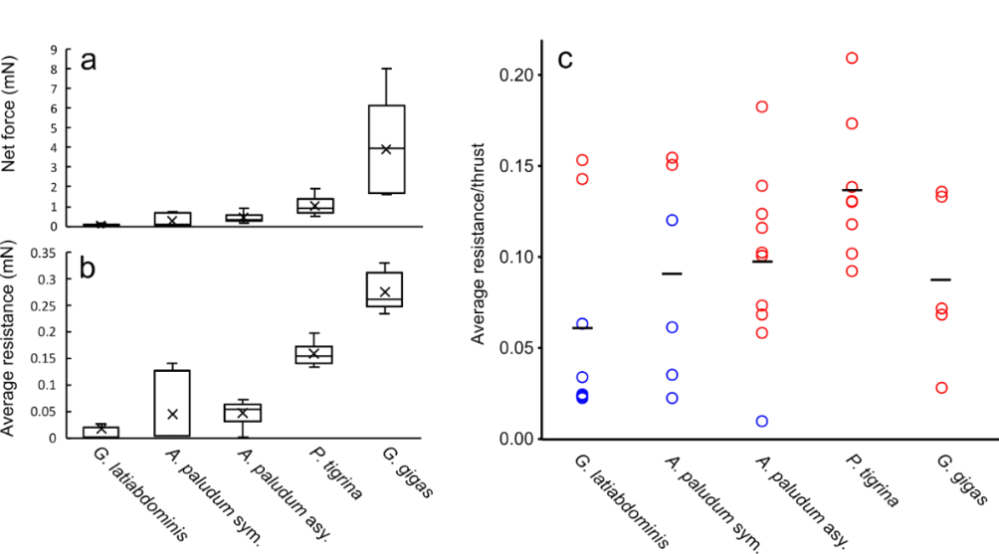 a
Net force (mN)
9
8
7
6
5
4
3
2
1
0
b
Average resistance (mN)
0.35
0.3
0.25
0.2
0.15
0.1
0.05
0
G. latiabdominis
A. paludum sym.
A. paludum asy.
P. tigrina
G. gigas
c
Average resistance/thrust
0.20
0.15
0.10
0.05
0.00
G. latiabdominis
A. paludum sym.
A. paludum asy.
P. tigrina
G. gigas